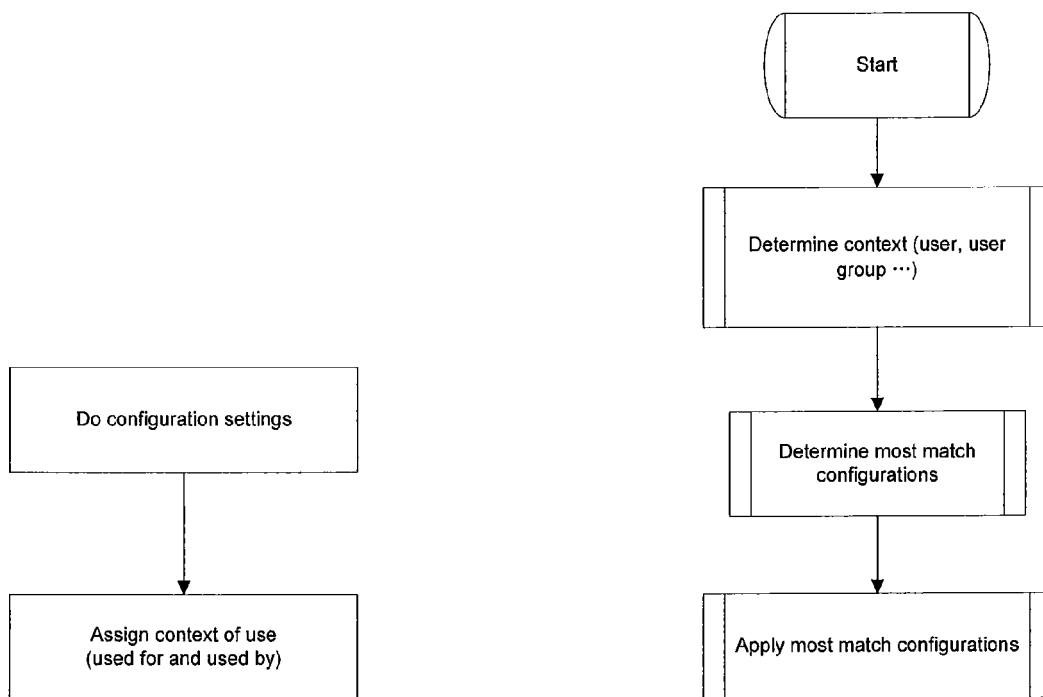 Start
Determine context (user, user
group ···)
Do configuration settings
Determine most match
configurations
Assign context of use
(used for and used by)
Apply most match configurations